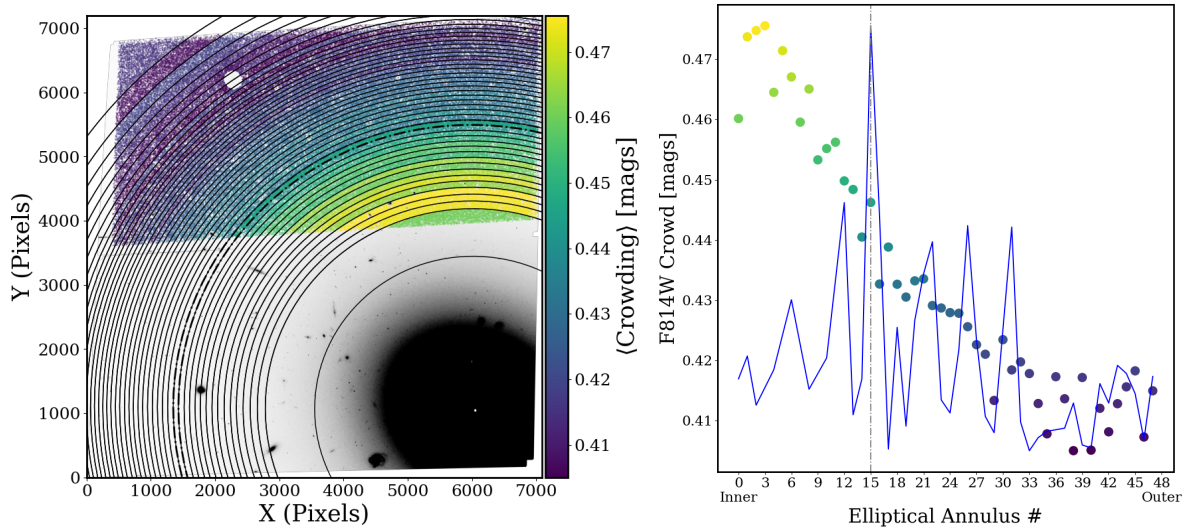 7000
6000
5000
4000
3000
2000
1000
0
Y (Pixels)
0 1000 2000 3000 4000 5000 6000 7000
X (Pixels)
0.47
0.46
0.45
0.44
0.43
0.42
0.41
⟨Crowding⟩ [mags]
0.47
0.46
0.45
0.44
0.43
0.42
0.41
F814W Crowd [mags]
0 3 6 9 12 15 18 21 24 27 30 33 36 39 42 45 48
Inner Outer
Elliptical Annulus #